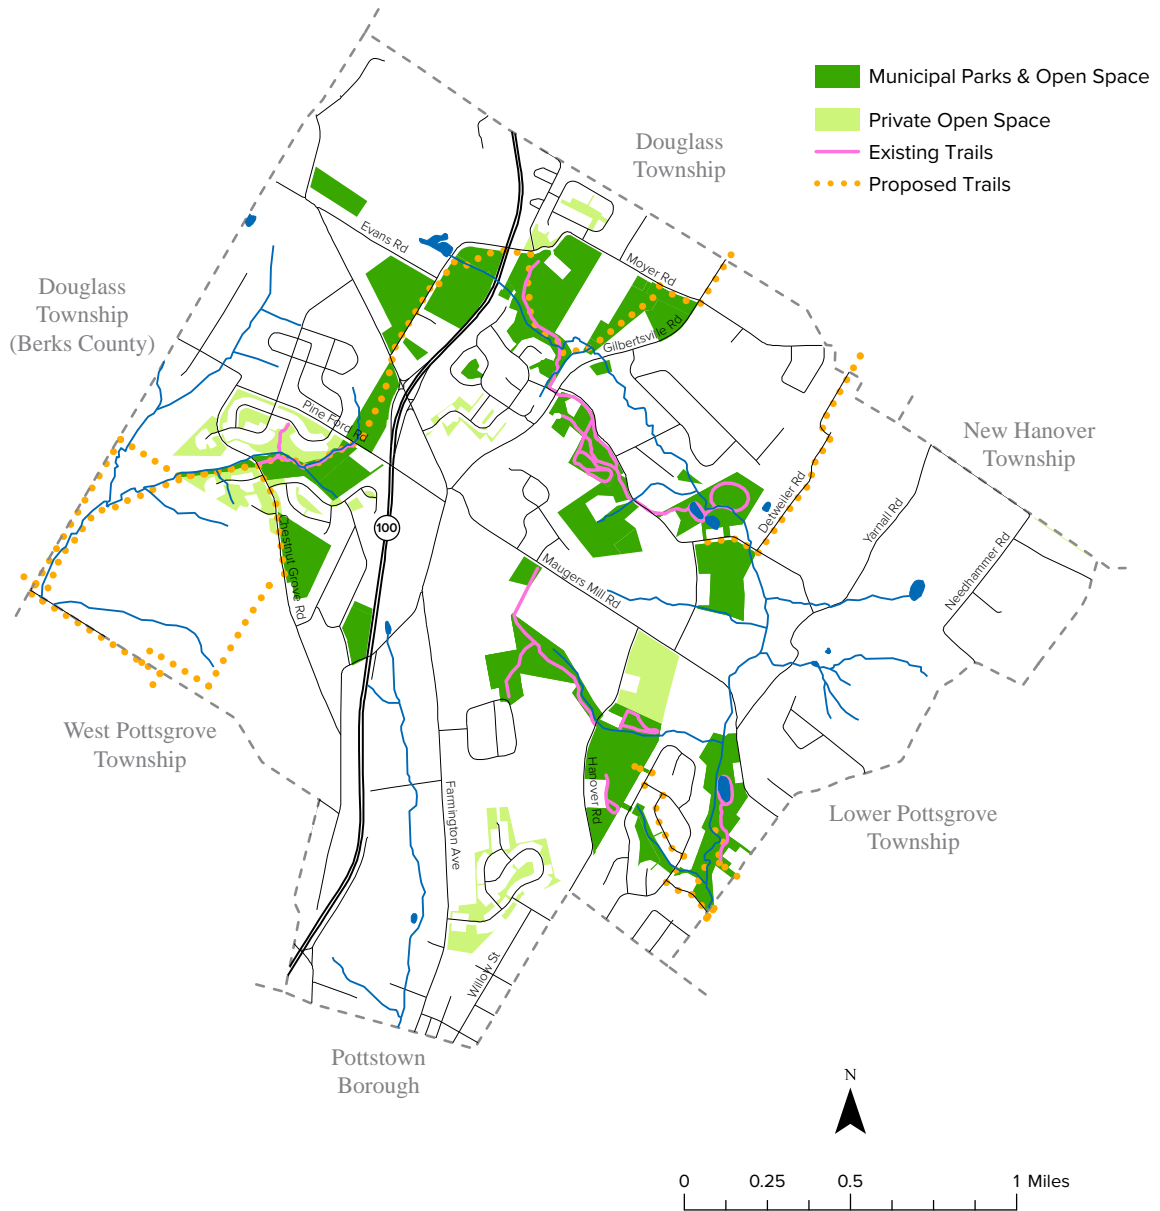 Municipal Parks & Open Space
Private Open Space
Existing Trails
Proposed Trails
Douglass
Township
Evans Rd
Moyer Rd
Douglass
Township
(Berks County)
Gilbertsville Rd
Pine Ford Rd
New Hanover
Township
Detweiler Rd
Yarnall Rd
100
Chestnut Grove Rd
Maugers Mill Rd
Needhammer Rd
West Pottsgrove
Township
Hanover Rd
Farmington Ave
Lower Pottsgrove
Township
Willow St
Pottstown
Borough
N
0 0.25 0.5 1 Miles